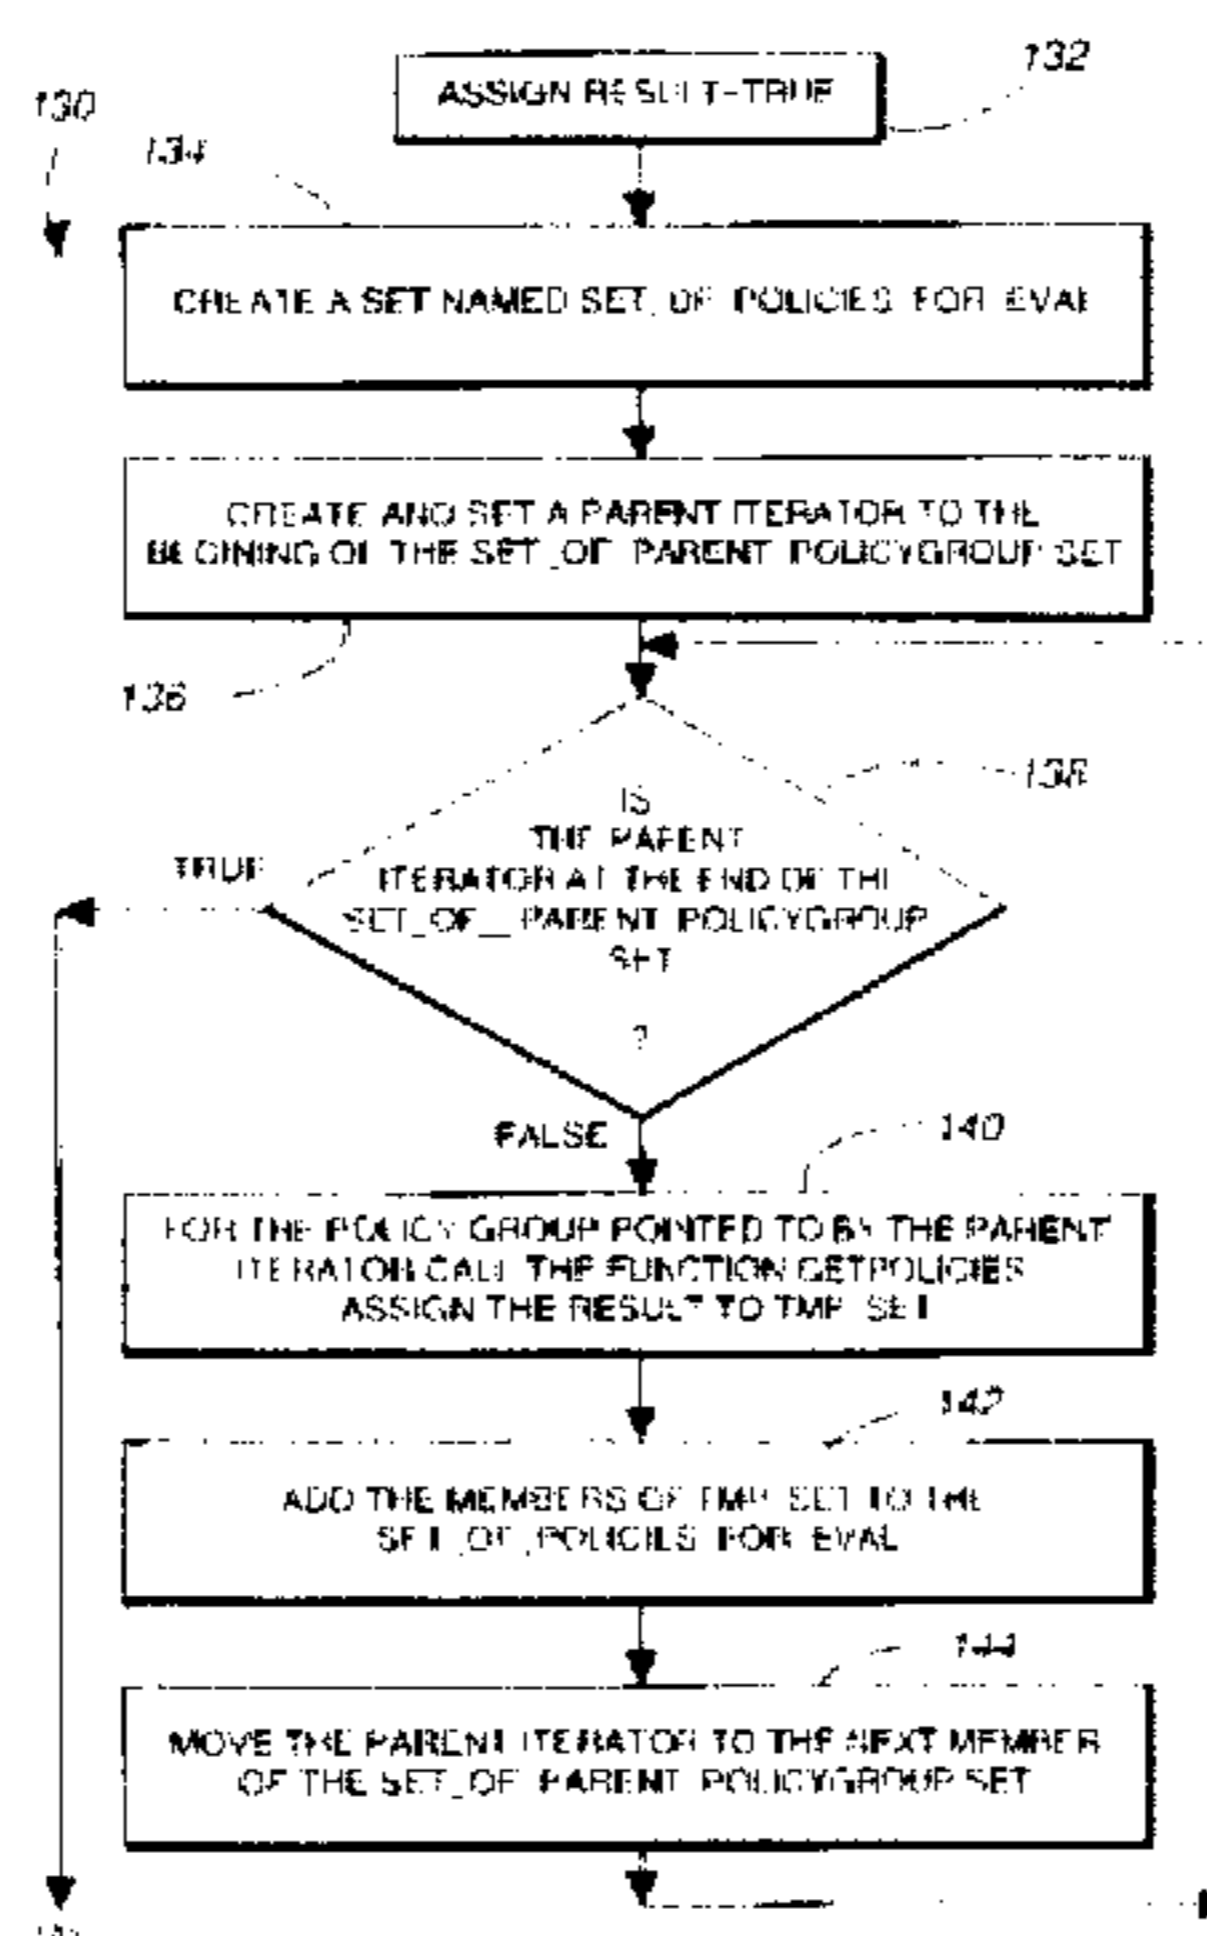 132
ASSIGN RESULT=TRUE
130
134
CREATE A SET NAMED SET_OF_POLICIES_FOR_EVAL
CREATE AND SET A PARENT ITERATOR TO THE
BEGINING OF THE SET_OF_PARENT_POLICYGROUP SET
136
138
IS
THE PARENT
ITERATOR AT THE END OF THE
SET_OF__PARENT_POLICYGROUP
SET
?
TRUE
FALSE
140
FOR THE POLICY GROUP POINTED TO BY THE PARENT
ITERATOR CALL THE FUNCTION GETPOLICIES
ASSIGN THE RESULT TO TMP_SET
142
ADD THE MEMBERS OF TMP_SET TO THE
SET_OF_POLICIES_FOR_EVAL
144
MOVE THE PARENT ITERATOR TO THE NEXT MEMBER
OF THE SET_OF_PARENT_POLICYGROUP SET